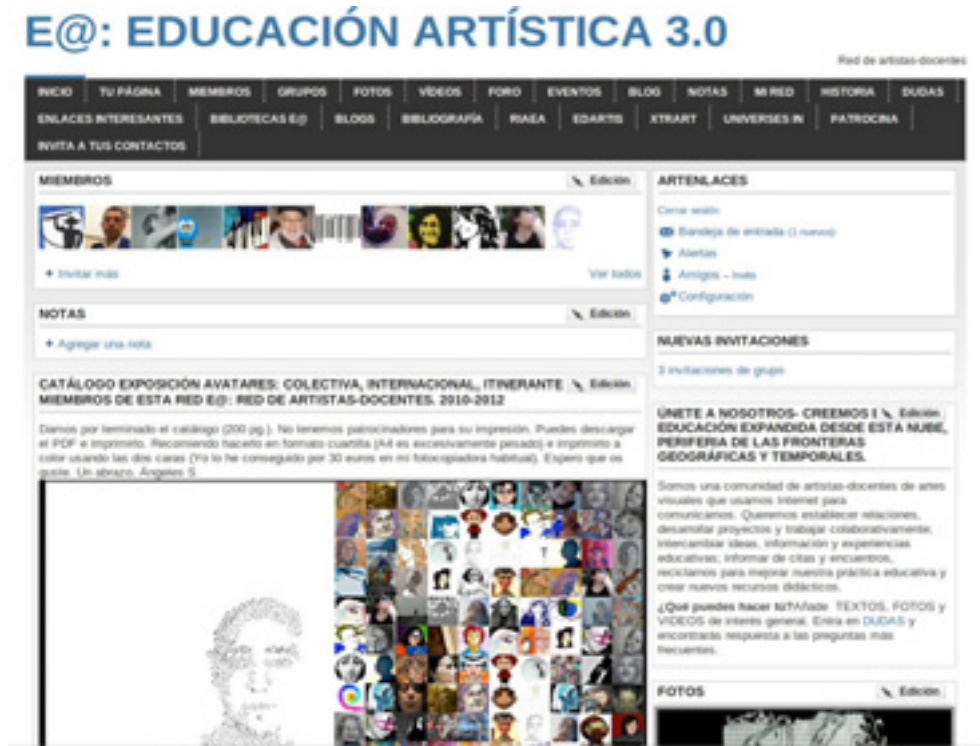 E@: EDUCACIÓN ARTÍSTICA 3.0
Red de artistas-docentes
INICIO TU PÁGINA MIEMBROS GRUPOS FOTOS VÍDEOS FORO EVENTOS BLOG NOTAS MI RED HISTORIA DUDAS
ENLACES INTERESANTES BIBLIOTECAS E@ BLOGS BIBLIOGRAFÍA RIAEA EDARTIS XTRART UNIVERSES IN PATROCINA
INVITA A TUS CONTACTOS
MIEMBROS Edición
+ Invitar más Ver todos
NOTAS Edición
+ Agregar una nota
CATÁLOGO EXPOSICIÓN AVATARES: COLECTIVA, INTERNACIONAL, ITINERANTE Edición
MIEMBROS DE ESTA RED E@: RED DE ARTISTAS-DOCENTES. 2010-2012
Damos por terminado el catálogo (200 pg.). No tenemos patrocinadores para su impresión. Puedes descargar
el PDF e imprimirlo. Recomiendo hacerlo en formato cuartilla (A4 es excesivamente pesado) e imprimirlo a
color usando las dos caras (Yo lo he conseguido por 30 euros en mi fotocopiadora habitual). Espero que os
guste. Un abrazo. Ángeles S.
ARTENLACES
Cerrar sesión
Bandeja de entrada (1 nuevo)
Alertas
Amigos – Invita
Configuración
NUEVAS INVITACIONES
3 invitaciones de grupo
ÚNETE A NOSOTROS- CREEMOS Edición
EDUCACIÓN EXPANDIDA DESDE ESTA NUBE,
PERIFERIA DE LAS FRONTERAS
GEOGRÁFICAS Y TEMPORALES.
Somos una comunidad de artistas-docentes de artes
visuales que usamos Internet para
comunicarnos. Queremos establecer relaciones,
desarrollar proyectos y trabajar colaborativamente;
intercambiar ideas, información y experiencias
educativas; informar de citas y encuentros,
reciclarnos para mejorar nuestra práctica educativa y
crear nuevos recursos didácticos.
¿Qué puedes hacer tú?Añade TEXTOS, FOTOS y
VIDEOS de interés general. Entra en DUDAS y
encontrarás respuesta a las preguntas más
frecuentes.
FOTOS Edición